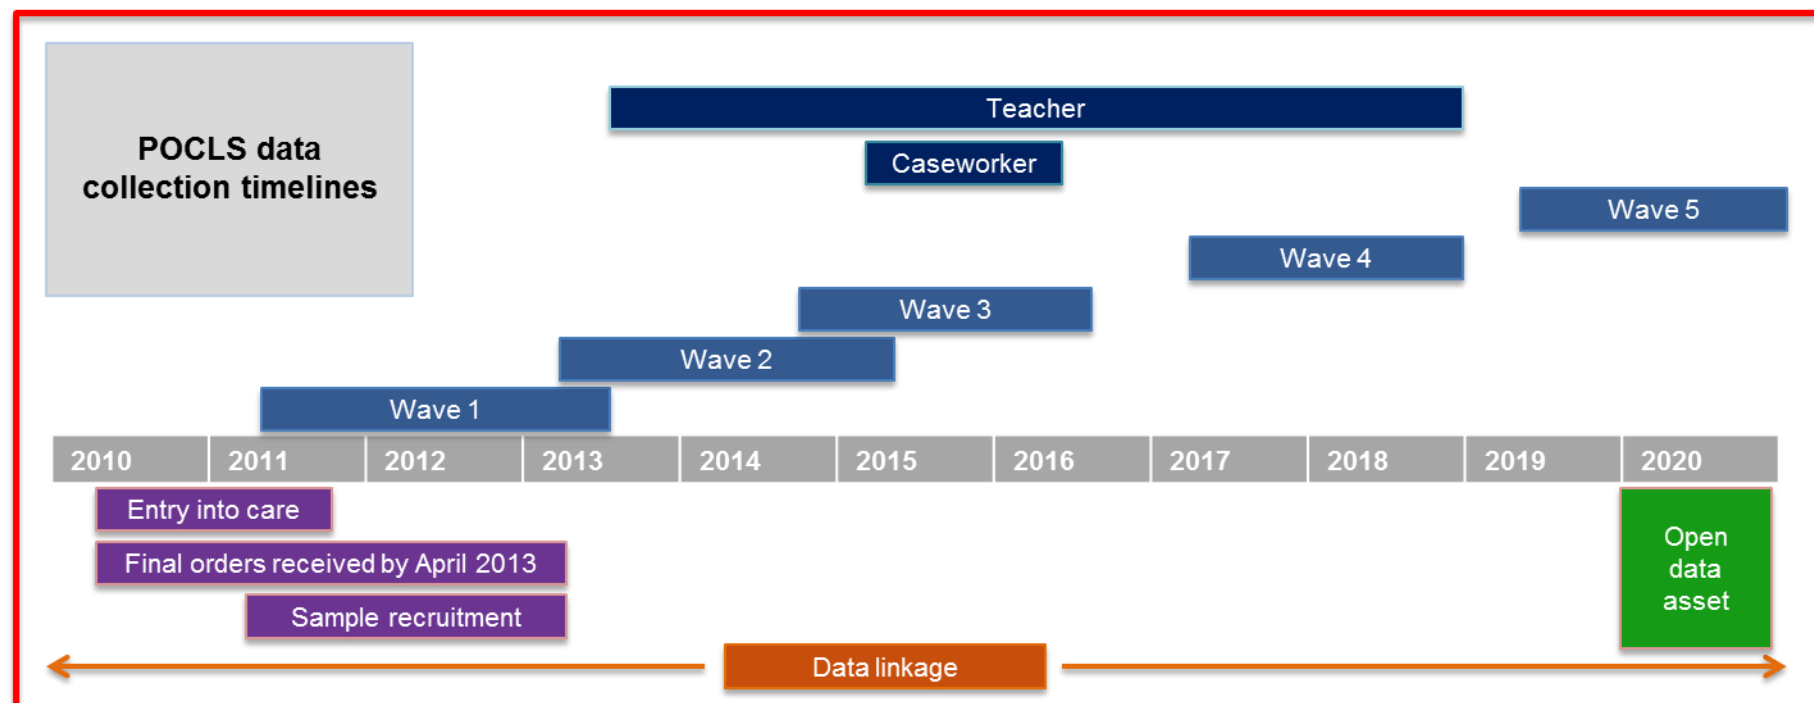 POCLS data
collection timelines
Teacher
Caseworker
Wave 5
Wave 4
Wave 3
Wave 2
Wave 1
2010 2011 2012 2013 2014 2015 2016 2017 2018 2019 2020
Entry into care
Final orders received by April 2013
Sample recruitment
Open
data
asset
Data linkage